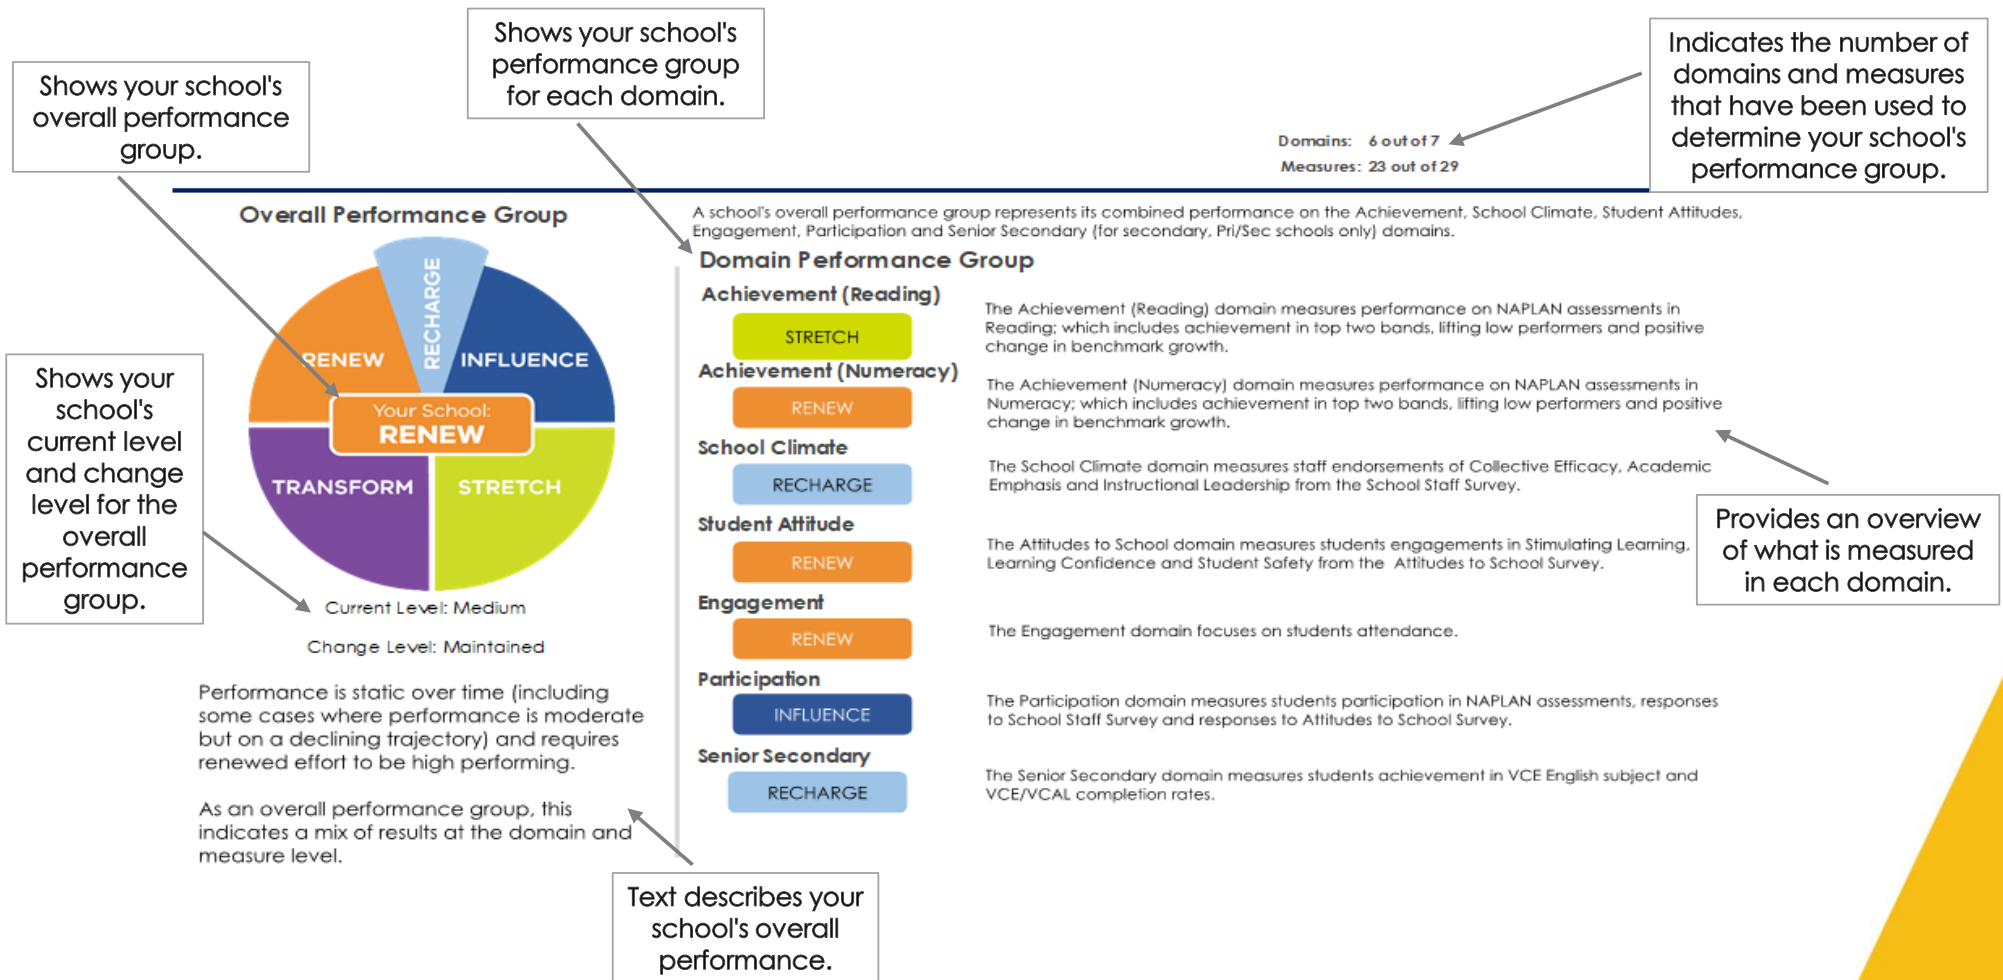 Shows your school's
performance group
for each domain.
Indicates the number of
domains and measures
that have been used to
determine your school's
performance group.
Shows your school's
overall performance
group.
Domains: 6 out of 7
Measures: 23 out of 29
Overall Performance Group
RECHARGE
RENEW
INFLUENCE
Your School:
RENEW
TRANSFORM
STRETCH
Shows your
school's
current level
and change
level for the
overall
performance
group.
Current Level: Medium
Change Level: Maintained
Performance is static over time (including
some cases where performance is moderate
but on a declining trajectory) and requires
renewed effort to be high performing.
As an overall performance group, this
indicates a mix of results at the domain and
measure level.
Text describes your
school's overall
performance.
A school's overall performance group represents its combined performance on the Achievement, School Climate, Student Attitudes,
Engagement, Participation and Senior Secondary (for secondary, Pri/Sec schools only) domains.
Domain Performance Group
Achievement (Reading)
STRETCH
The Achievement (Reading) domain measures performance on NAPLAN assessments in
Reading; which includes achievement in top two bands, lifting low performers and positive
change in benchmark growth.
Achievement (Numeracy)
RENEW
The Achievement (Numeracy) domain measures performance on NAPLAN assessments in
Numeracy; which includes achievement in top two bands, lifting low performers and positive
change in benchmark growth.
School Climate
RECHARGE
The School Climate domain measures staff endorsements of Collective Efficacy, Academic
Emphasis and Instructional Leadership from the School Staff Survey.
Provides an overview
of what is measured
in each domain.
Student Attitude
RENEW
The Attitudes to School domain measures students engagements in Stimulating Learning,
Learning Confidence and Student Safety from the Attitudes to School Survey.
Engagement
RENEW
The Engagement domain focuses on students attendance.
Participation
INFLUENCE
The Participation domain measures students participation in NAPLAN assessments, responses
to School Staff Survey and responses to Attitudes to School Survey.
Senior Secondary
RECHARGE
The Senior Secondary domain measures students achievement in VCE English subject and
VCE/VCAL completion rates.